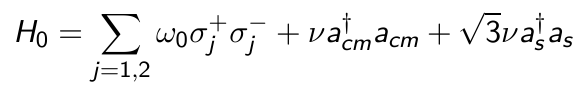 $H_0 = \sum_{j=1,2} \omega_0 \sigma_j^+ \sigma_j^- + \nu a_{cm}^\dagger a_{cm} + \sqrt{3} \nu a_s^\dagger a_s$